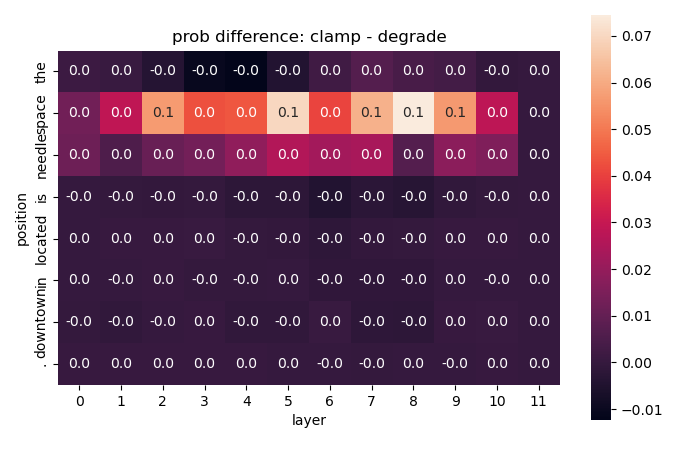 prob difference: clamp - degrade
the 0.0 0.0 -0.0 -0.0 -0.0 -0.0 0.0 0.0 0.0 0.0 -0.0 0.0
space 0.0 0.0 0.1 0.0 0.0 0.1 0.0 0.1 0.1 0.1 0.0 0.0
needle 0.0 0.0 0.0 0.0 0.0 0.0 0.0 0.0 0.0 0.0 0.0 0.0
is -0.0 -0.0 -0.0 -0.0 -0.0 -0.0 -0.0 -0.0 -0.0 -0.0 -0.0 0.0
located 0.0 0.0 0.0 0.0 -0.0 -0.0 -0.0 -0.0 -0.0 -0.0 -0.0 0.0
in 0.0 -0.0 0.0 -0.0 -0.0 0.0 -0.0 -0.0 -0.0 0.0 -0.0 0.0
downtown -0.0 -0.0 -0.0 0.0 -0.0 -0.0 0.0 -0.0 -0.0 0.0 0.0 0.0
. 0.0 0.0 0.0 0.0 0.0 0.0 -0.0 -0.0 0.0 -0.0 0.0 0.0
0 1 2 3 4 5 6 7 8 9 10 11
layer
position
0.07
0.06
0.05
0.04
0.03
0.02
0.01
0.00
−0.01